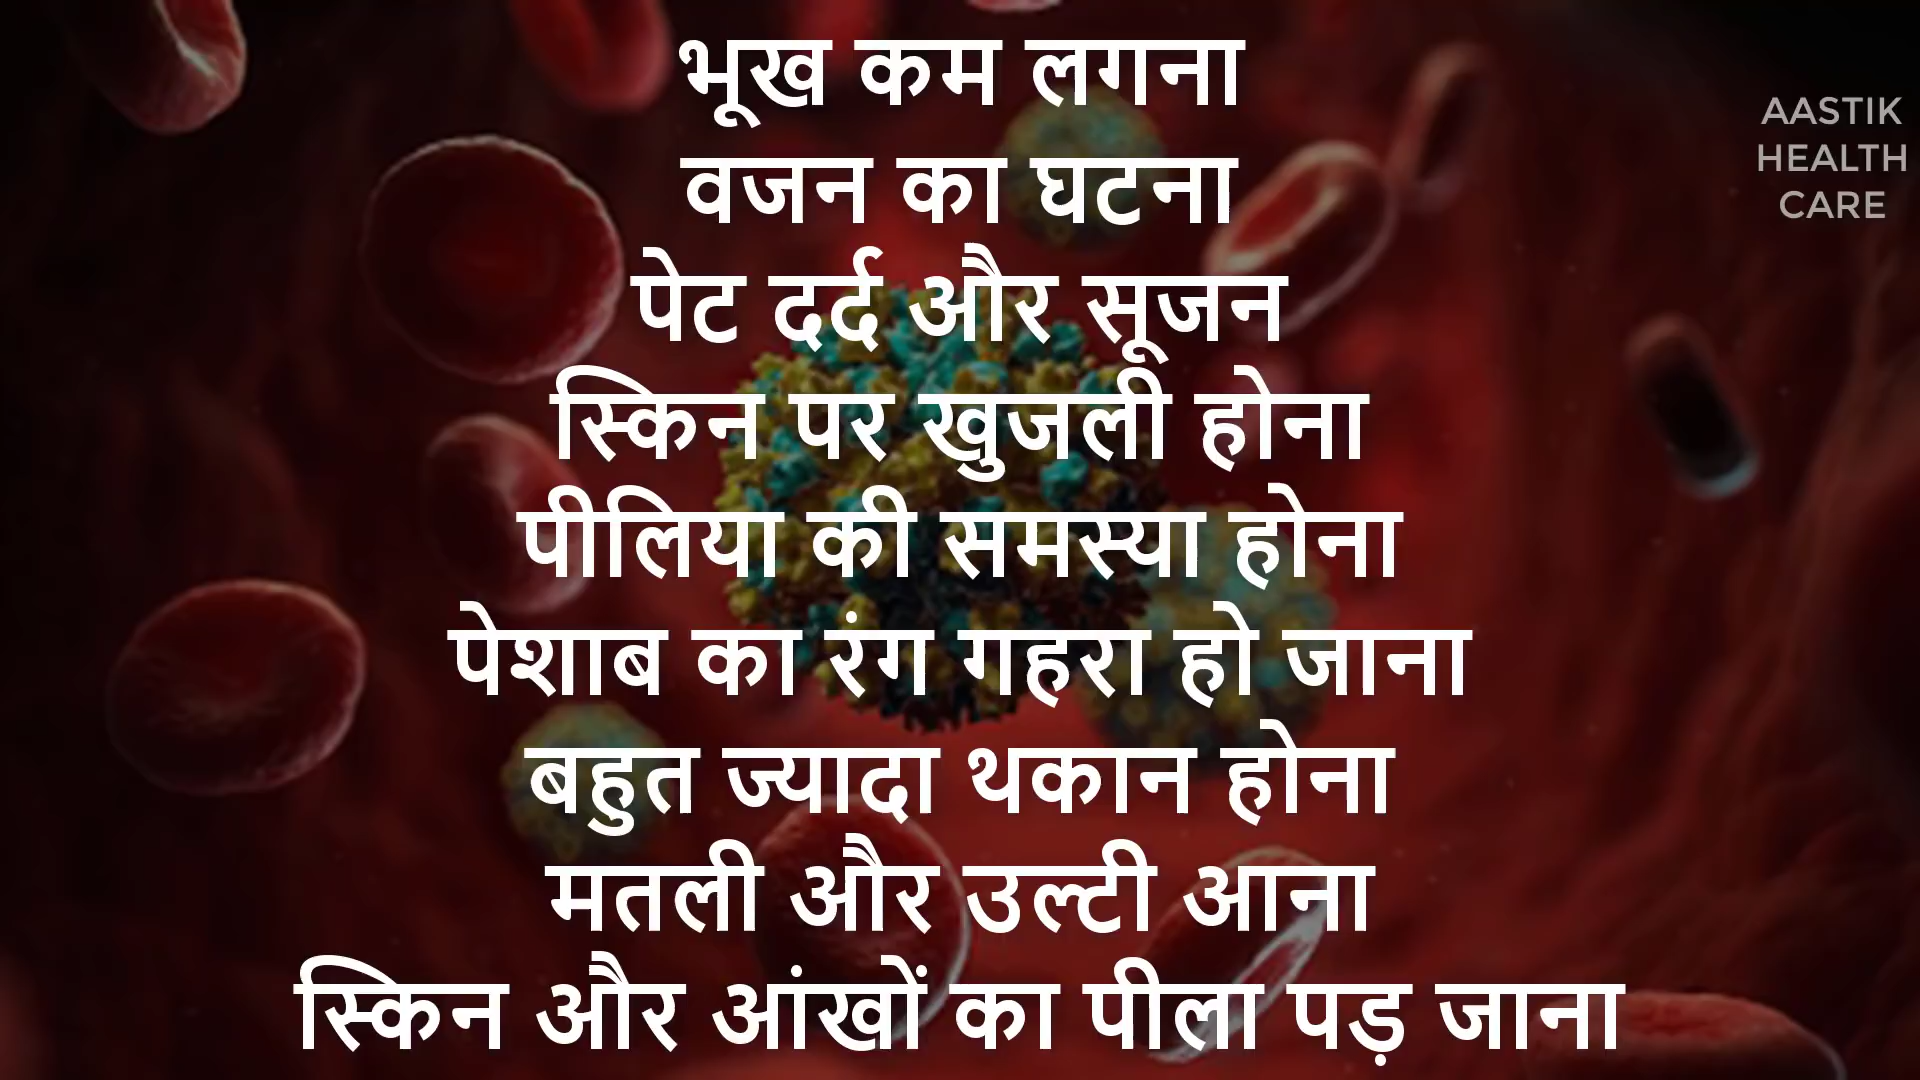 भूख कम लगना
वजन का घटना
पेट दर्द और सूजन
स्किन पर खुजली होना
पीलिया की समस्या होना
पेशाब का रंग गहरा हो जाना
बहुत ज्यादा थकान होना
मतली और उल्टी आना
स्किन और आंखों का पीला पड़ जाना
AASTIK
HEALTH
CARE